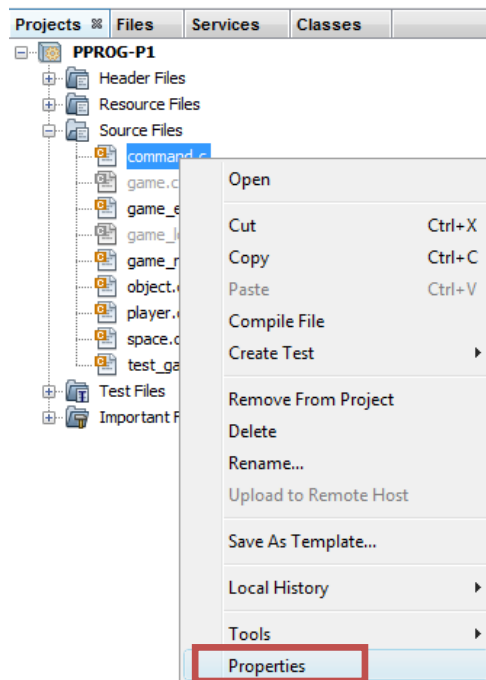 Projects Files Services Classes
PPROG-P1
Header Files
Resource Files
Source Files
command.c
game.c
game_e
game_l
game_r
object.
player.
space.c
test_ga
Test Files
Important F
Open
Cut Ctrl+X
Copy Ctrl+C
Paste Ctrl+V
Compile File
Create Test
Remove From Project
Delete
Rename...
Upload to Remote Host
Save As Template...
Local History
Tools
Properties